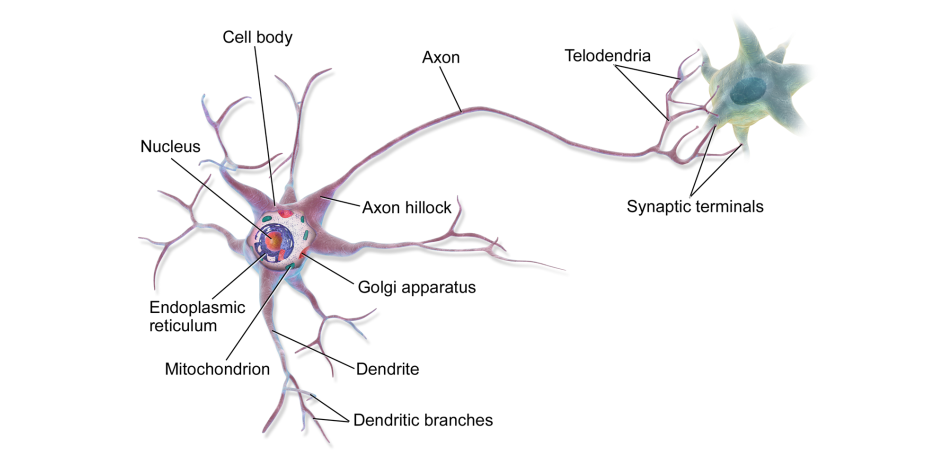 Cell body
Axon
Telodendria
Nucleus
Axon hillock
Synaptic terminals
Golgi apparatus
Endoplasmic
reticulum
Mitochondrion
Dendrite
Dendritic branches